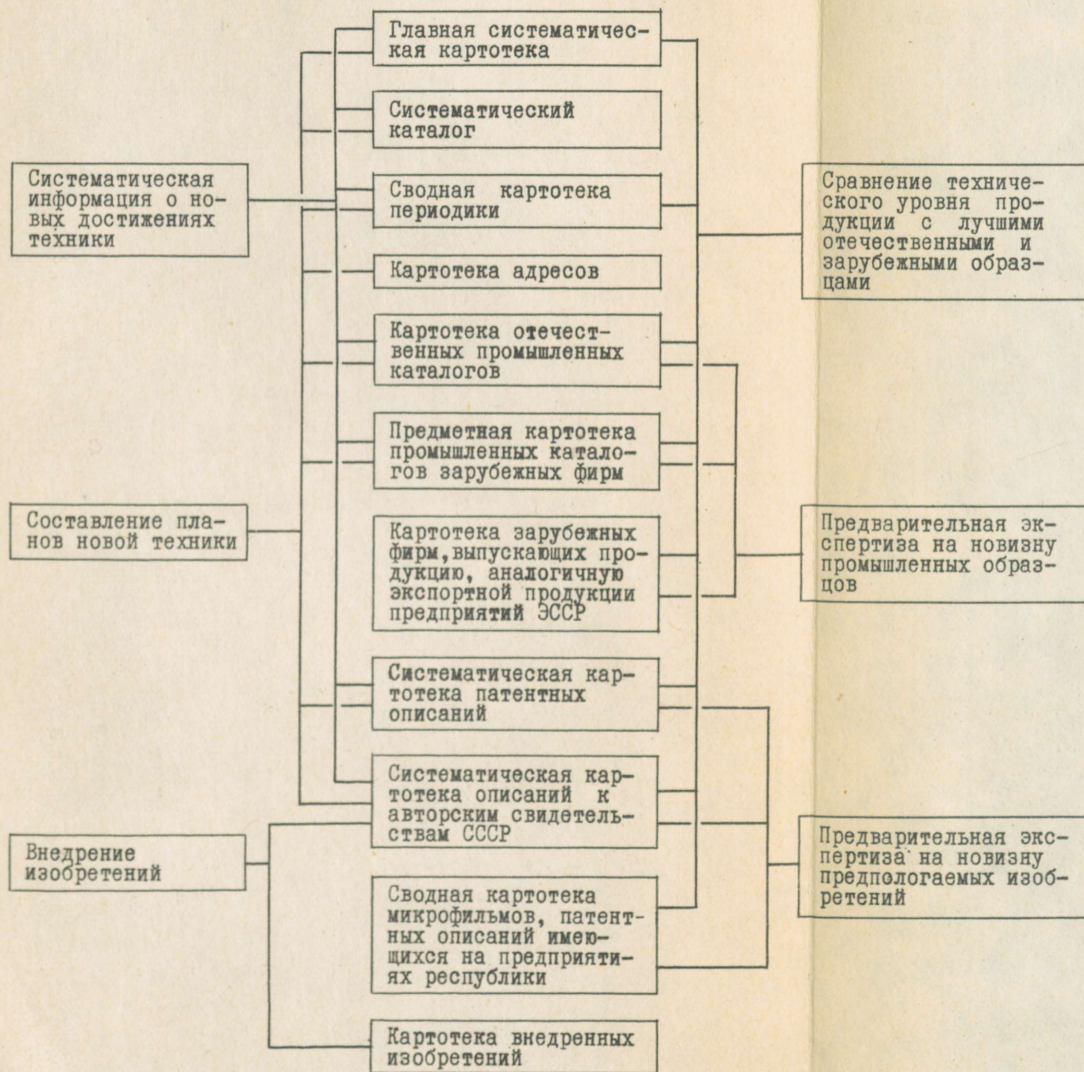 Главная систематичес-
кая картотека
Систематический
каталог
Сводная картотека
периодики
Картотека адресов
Картотека отечест-
венных промышленных
каталогов
Предметная картотека
промышленных катало-
гов зарубежных фирм
Картотека зарубежных
фирм,выпускающих про-
дукцию, аналогичную
экспортной продукции
предприятий ЭССР
Систематическая кар-
тотека патентных
описаний
Систематическая кар-
тотека описаний к
авторским свидетель-
ствам СССР
Сводная картотека
микрофильмов, патент-
ных описаний имею-
щихся на предприяти-
ях республики
Картотека внедренных
изобретений
Систематическая
информация о но-
вых достижениях
техники
Составление пла-
нов новой техники
Внедрение
изобретений
Сравнение техниче-
ского уровня про-
дукции с лучшими
отечественными и
зарубежными образ-
цами
Предварительная эк-
спертиза на новизну
промышленных образ-
цов
Предварительная экс-
пертиза на новизну
предпологаемых изоб-
ретений